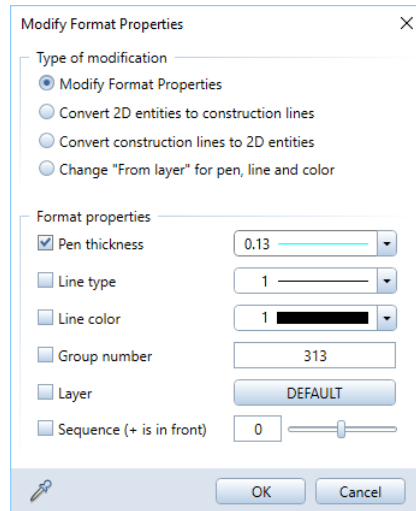 Modify Format Properties
Type of modification
Modify Format Properties
Convert 2D entities to construction lines
Convert construction lines to 2D entities
Change "From layer" for pen, line and color
Format properties
Pen thickness 0.13
Line type 1
Line color 1
Group number 313
Layer DEFAULT
Sequence (+ is in front) 0
OK Cancel